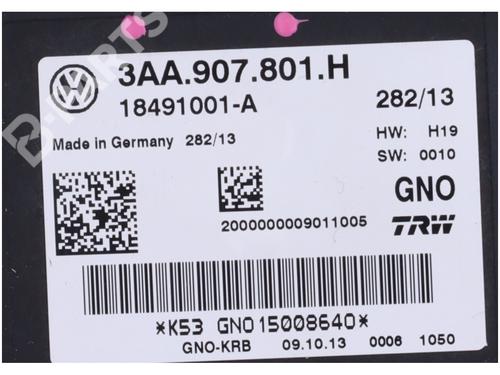 3AA.907.801.H
18491001-A
282/13
Made in Germany 282/13
HW: H19
SW: 0010
GNO
2000000009011005
TRW
*K53 GNO15008640*
GNO-KRB 09.10.13 0006 1050